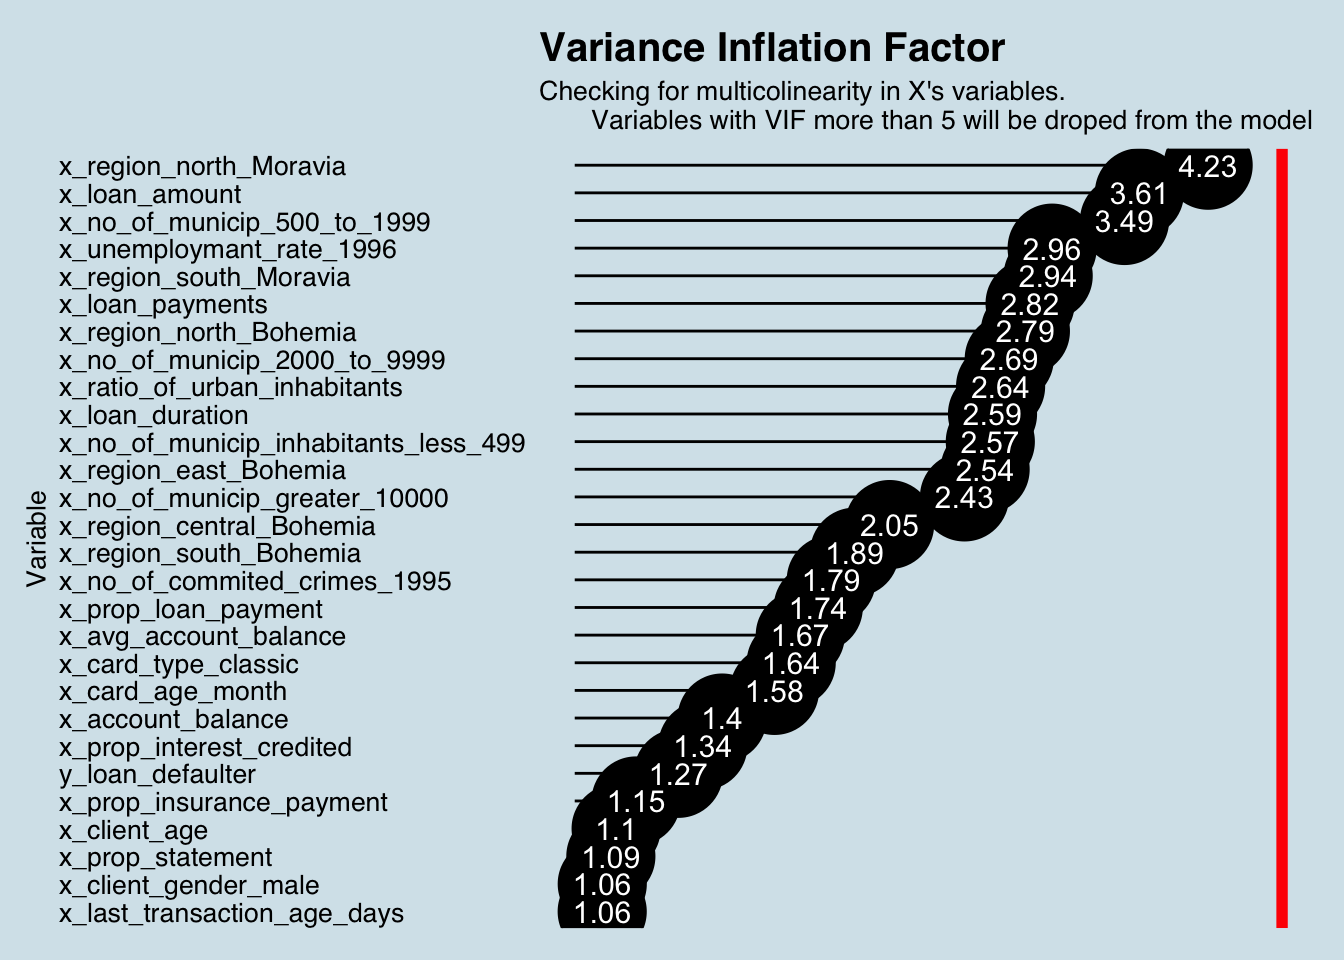 Variance Inflation Factor
Checking for multicolinearity in X's variables.
Variables with VIF more than 5 will be droped from the model
Variable
x_region_north_Moravia 4.23
x_loan_amount 3.61
x_no_of_municip_500_to_1999 3.49
x_unemploymant_rate_1996 2.96
x_region_south_Moravia 2.94
x_loan_payments 2.82
x_region_north_Bohemia 2.79
x_no_of_municip_2000_to_9999 2.69
x_ratio_of_urban_inhabitants 2.64
x_loan_duration 2.59
x_no_of_municip_inhabitants_less_499 2.57
x_region_east_Bohemia 2.54
x_no_of_municip_greater_10000 2.43
x_region_central_Bohemia 2.05
x_region_south_Bohemia 1.89
x_no_of_commited_crimes_1995 1.79
x_prop_loan_payment 1.74
x_avg_account_balance 1.67
x_card_type_classic 1.64
x_card_age_month 1.58
x_account_balance 1.4
x_prop_interest_credited 1.34
y_loan_defaulter 1.27
x_prop_insurance_payment 1.15
x_client_age 1.1
x_prop_statement 1.09
x_client_gender_male 1.06
x_last_transaction_age_days 1.06